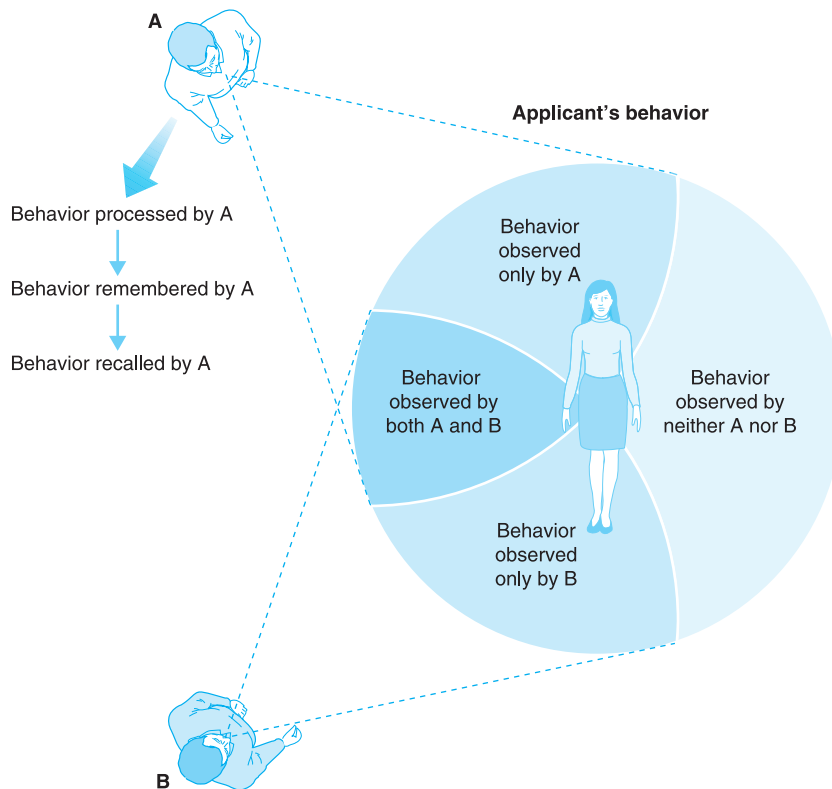 A
Applicant’s behavior
Behavior processed by A
Behavior remembered by A
Behavior recalled by A
Behavior
observed
only by A
Behavior
observed by
both A and B
Behavior
observed by
neither A nor B
Behavior
observed
only by B
B